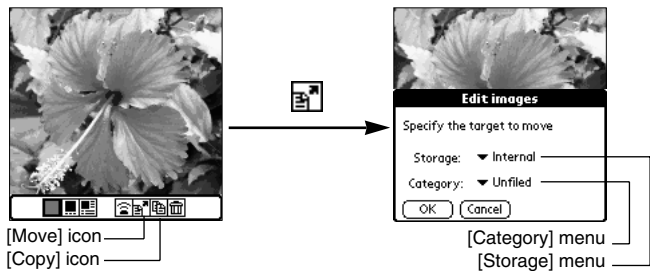 Edit images
Specify the target to move
Storage: Internal
Category: Unfiled
OK Cancel
[Move] icon
[Copy] icon
[Category] menu
[Storage] menu